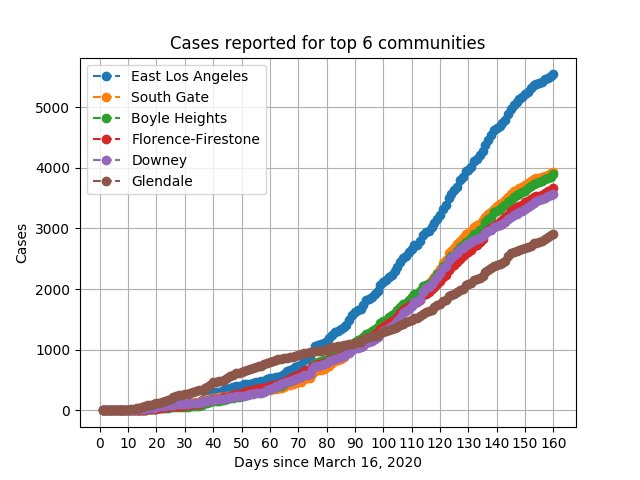 Cases reported for top 6 communities
East Los Angeles
South Gate
Boyle Heights
Florence-Firestone
Downey
Glendale
Cases
5000
4000
3000
2000
1000
0
0 10 20 30 40 50 60 70 80 90 100 110 120 130 140 150 160
Days since March 16, 2020